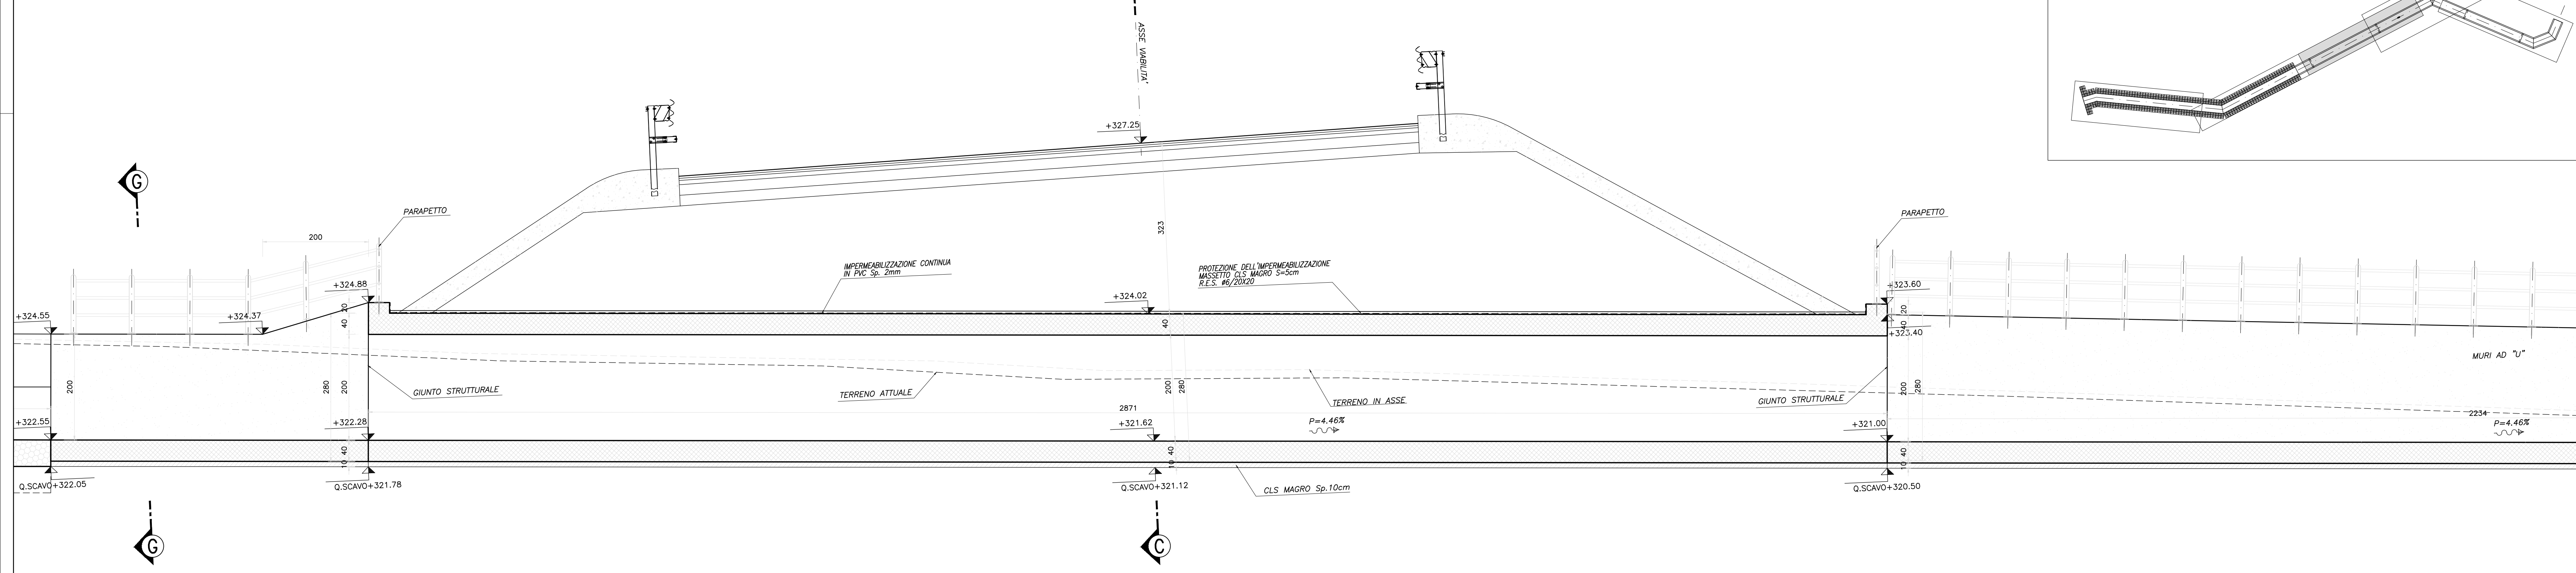 ASSE VIABILITA'
+327.25
G
PARAPETTO
PARAPETTO
200
323
IMPERMEABILIZZAZIONE CONTINUA
IN PVC Sp. 2mm
PROTEZIONE DELL'IMPERMEABILIZZAZIONE
MASSETTO CLS MAGRO S=5cm
R.E.S. #6/20X20
+324.88
+324.02
+323.60
+324.55
+324.37
20
40
40
20
40
+323.40
MURI AD "U"
200
280
200
GIUNTO STRUTTURALE
TERRENO ATTUALE
200
280
TERRENO IN ASSE
GIUNTO STRUTTURALE
200
280
2871
2234
+322.55
+322.28
+321.62
P=4.46%
+321.00
P=4.46%
10 40
10 40
10 40
Q.SCAVO+322.05
Q.SCAVO+321.78
Q.SCAVO+321.12
CLS MAGRO Sp.10cm
Q.SCAVO+320.50
G
C